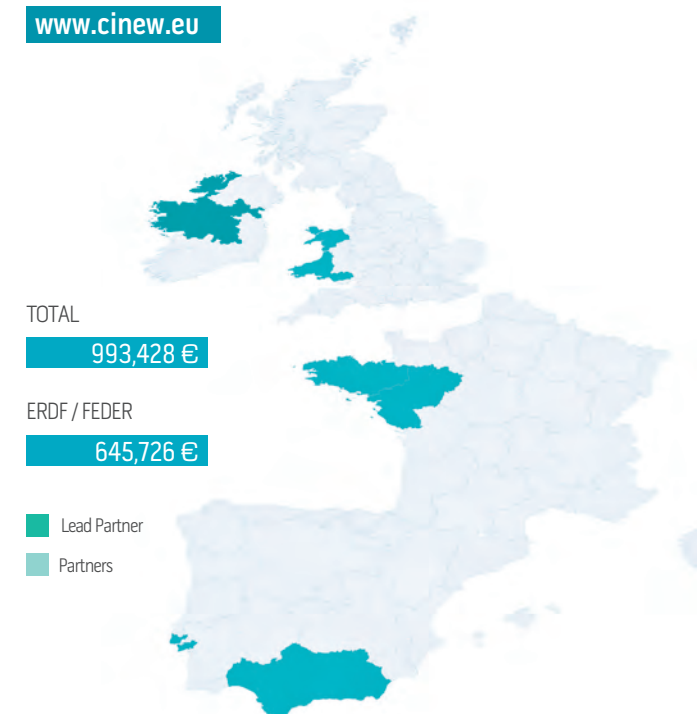 www.cinew.eu
TOTAL
993,428 €
ERDF / FEDER
645,726 €
Lead Partner
Partners